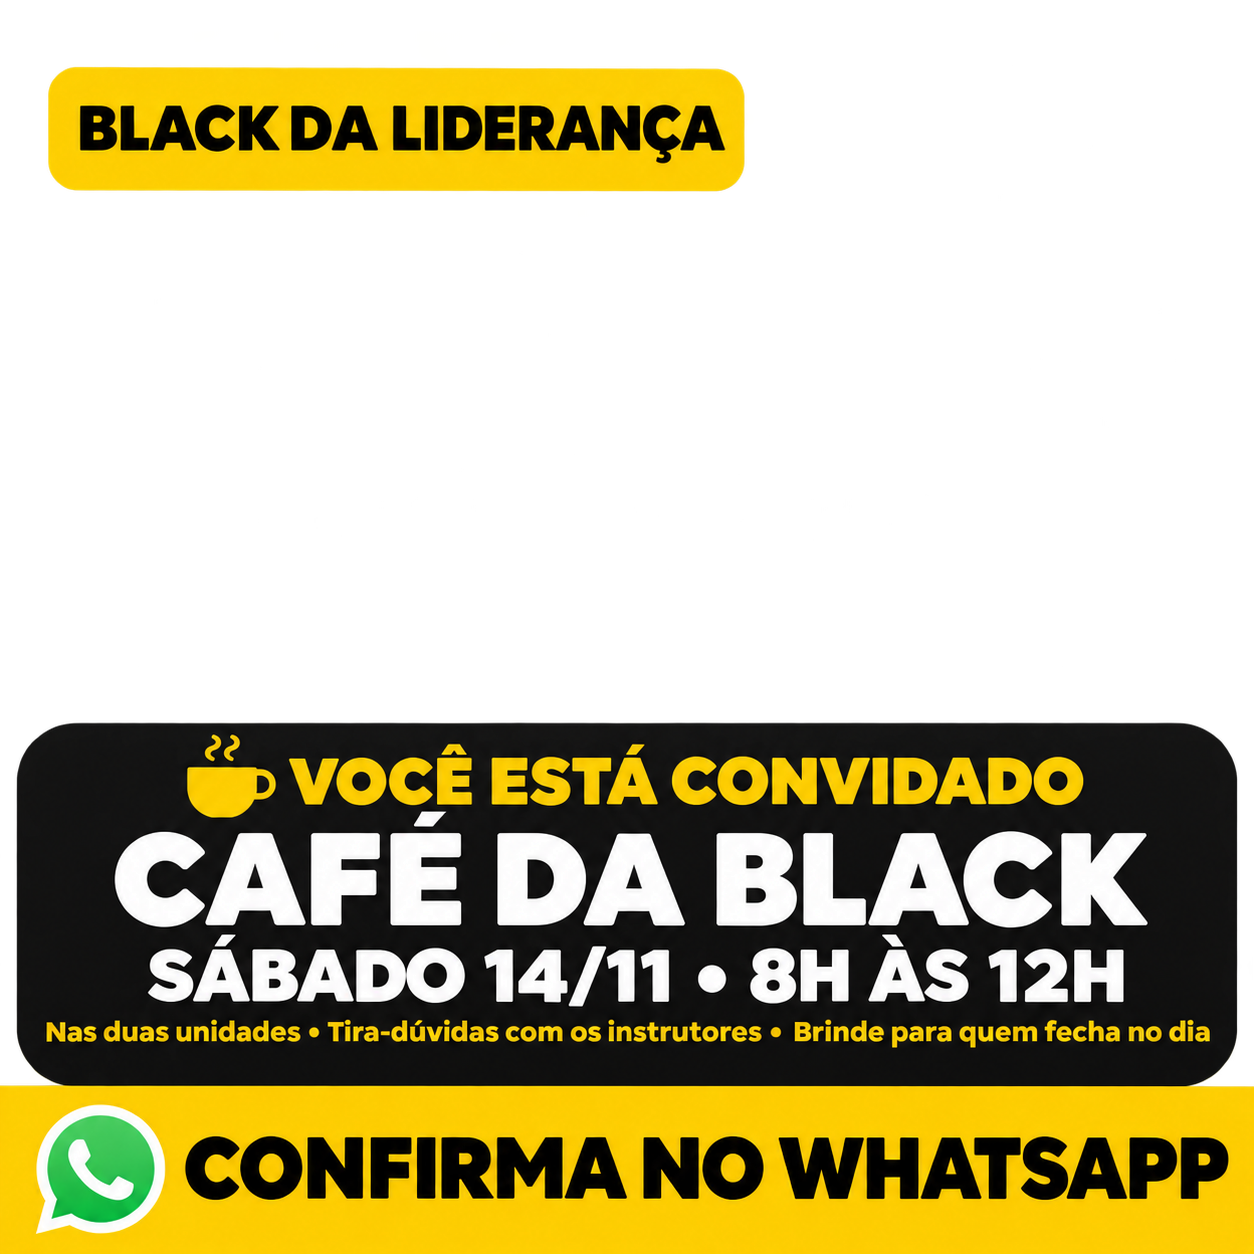 BLACK DA LIDERANÇA
VOCÊ ESTÁ CONVIDADO
CAFÉ DA BLACK
SÁBADO 14/11 • 8H ÀS 12H
Nas duas unidades • Tira-dúvidas com os instrutores • Brinde para quem fecha no dia
CONFIRMA NO WHATSAPP